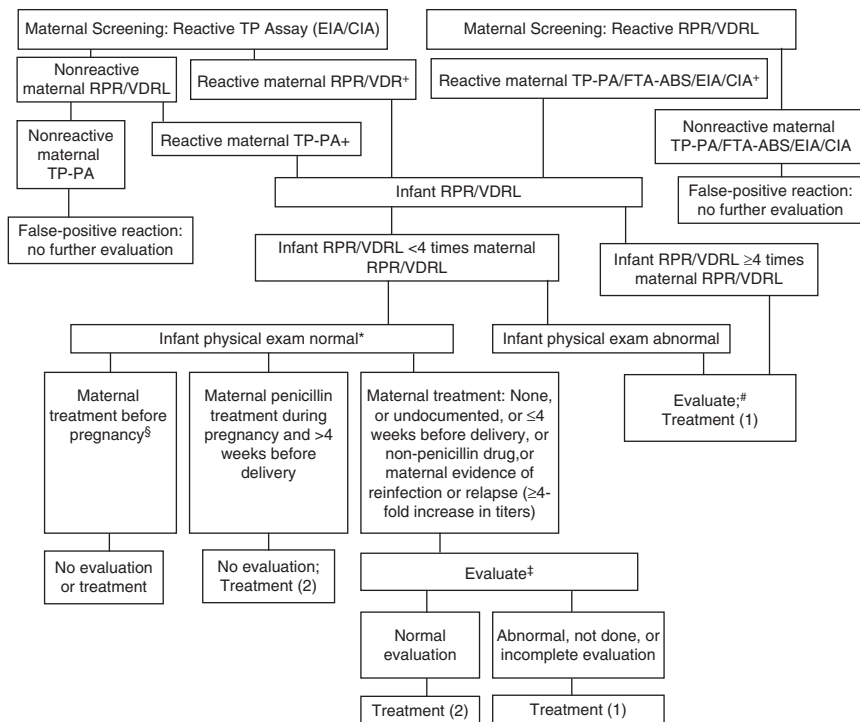 Maternal Screening: Reactive TP Assay (EIA/CIA)
Maternal Screening: Reactive RPR/VDRL
Nonreactive
maternal RPR/VDRL
Reactive maternal RPR/VDR+
Reactive maternal TP-PA/FTA-ABS/EIA/CIA+
Nonreactive
maternal
TP-PA
Reactive maternal TP-PA+
Nonreactive maternal
TP-PA/FTA-ABS/EIA/CIA
Infant RPR/VDRL
False-positive reaction:
no further evaluation
False-positive reaction:
no further evaluation
Infant RPR/VDRL <4 times maternal
RPR/VDRL
Infant RPR/VDRL ≥4 times
maternal RPR/VDRL
Infant physical exam normal*
Infant physical exam abnormal
Maternal
treatment before
pregnancy§
Maternal penicillin
treatment during
pregnancy and >4
weeks before
delivery
Maternal treatment: None,
or undocumented, or ≤4
weeks before delivery, or
non-penicillin drug,or
maternal evidence of
reinfection or relapse (≥4-
fold increase in titers)
Evaluate;#
Treatment (1)
No evaluation
or treatment
No evaluation;
Treatment (2)
Evaluate‡
Normal
evaluation
Abnormal, not done, or
incomplete evaluation
Treatment (2)
Treatment (1)